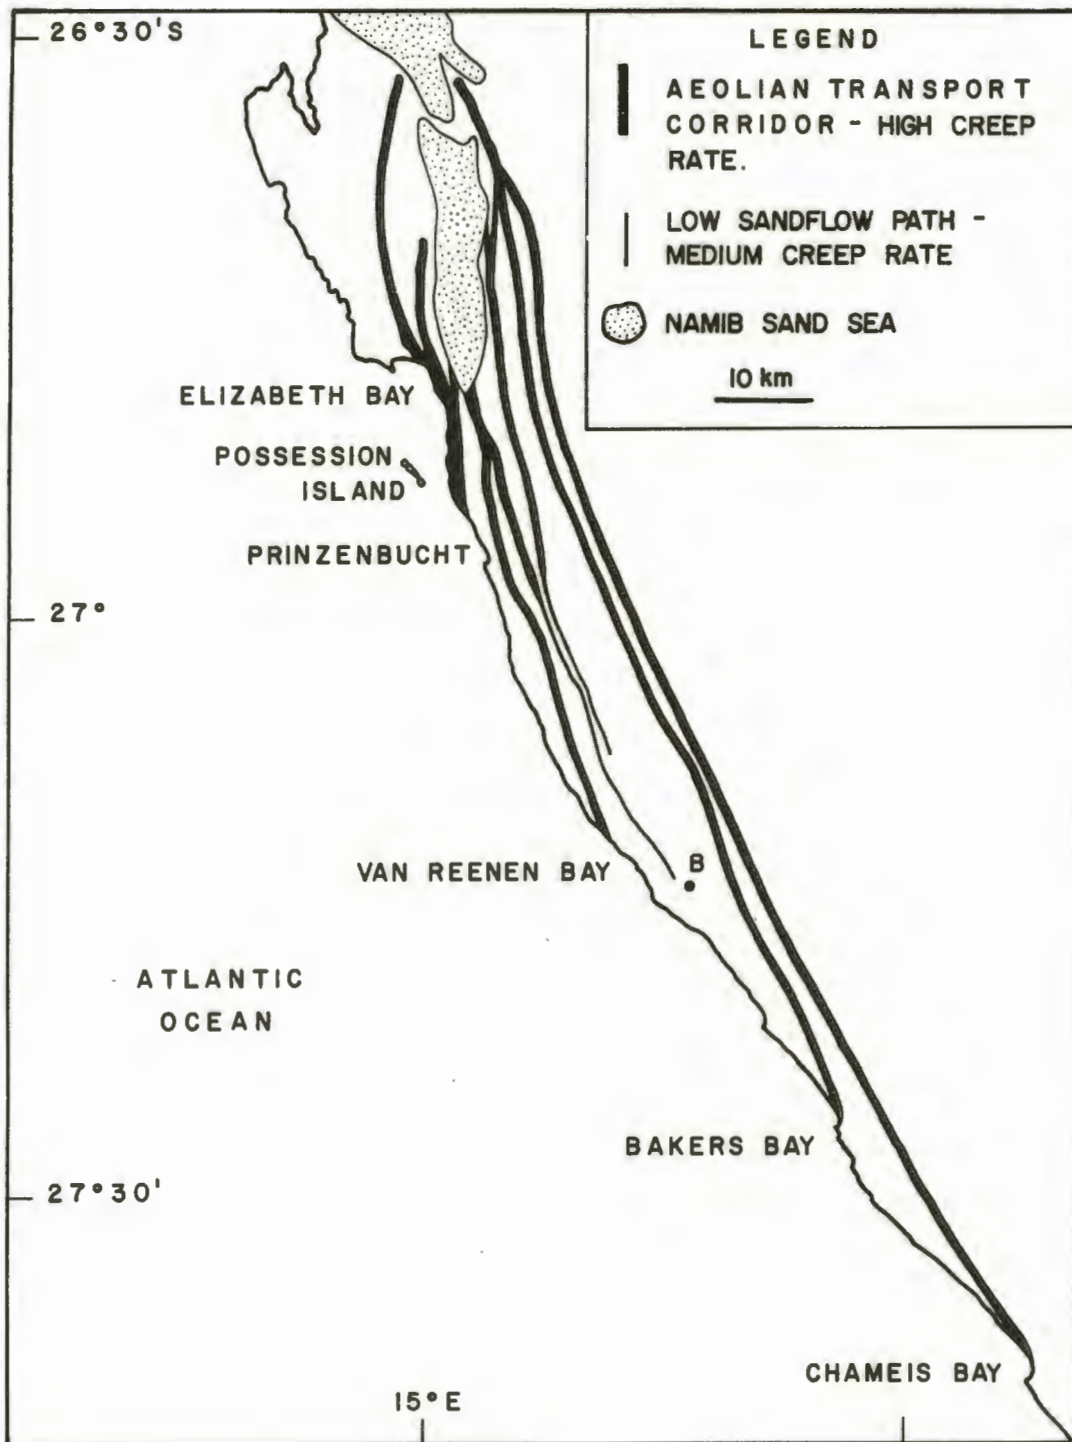 26°30'S
LEGEND
AEOLIAN TRANSPORT
CORRIDOR - HIGH CREEP
RATE.
LOW SANDFLOW PATH -
MEDIUM CREEP RATE
NAMIB SAND SEA
10 km
ELIZABETH BAY
POSSESSION
ISLAND
PRINZENBUCHT
27°
VAN REENEN BAY
B
ATLANTIC
OCEAN
BAKERS BAY
27°30'
CHAMEIS BAY
15°E